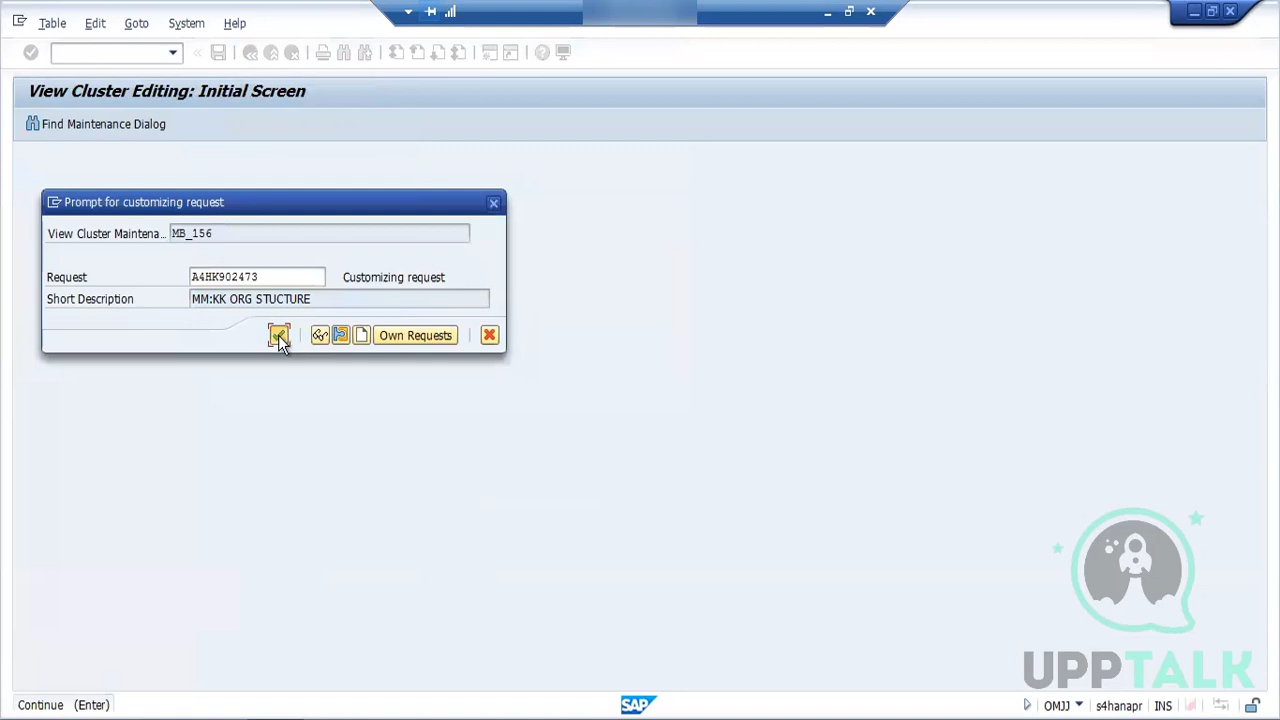 Table Edit Goto System Help
View Cluster Editing: Initial Screen
Find Maintenance Dialog
Prompt for customizing request
View Cluster Maintena... MB_156
Request A4HK902473 Customizing request
Short Description MM:KK ORG STUCTURE
Own Requests
UPPTALK
Continue (Enter) SAP OMJJ s4hanapr INS